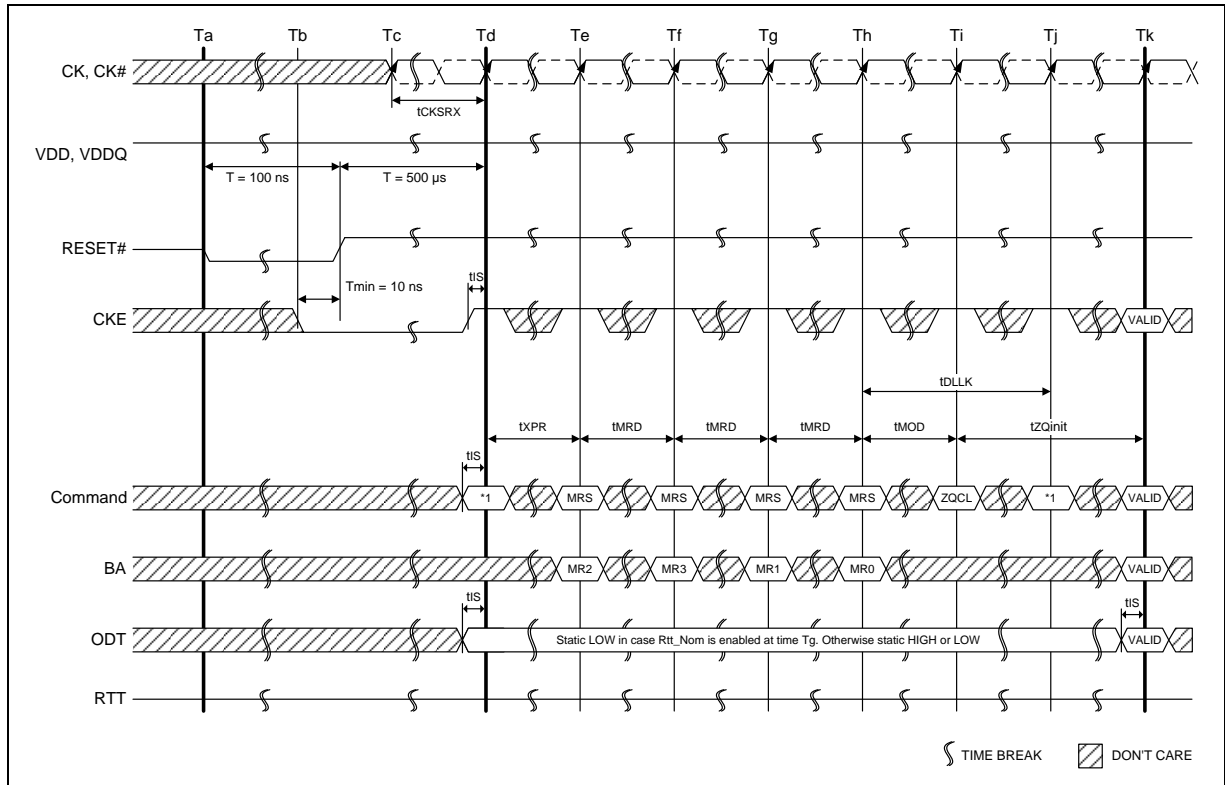 Ta Tb Tc Td Te Tf Tg Th Ti Tj Tk
CK, CK#
tCKSRX
VDD, VDDQ
T = 100 ns T = 500 µs
RESET#
Tmin = 10 ns tIS
CKE VALID
tDLLK
tXPR tMRD tMRD tMRD tMOD tZQinit
tIS
Command *1 MRS MRS MRS MRS ZQCL *1 VALID
BA MR2 MR3 MR1 MR0 VALID
tIS tIS
ODT Static LOW in case Rtt_Nom is enabled at time Tg. Otherwise static HIGH or LOW VALID
RTT
TIME BREAK DON'T CARE